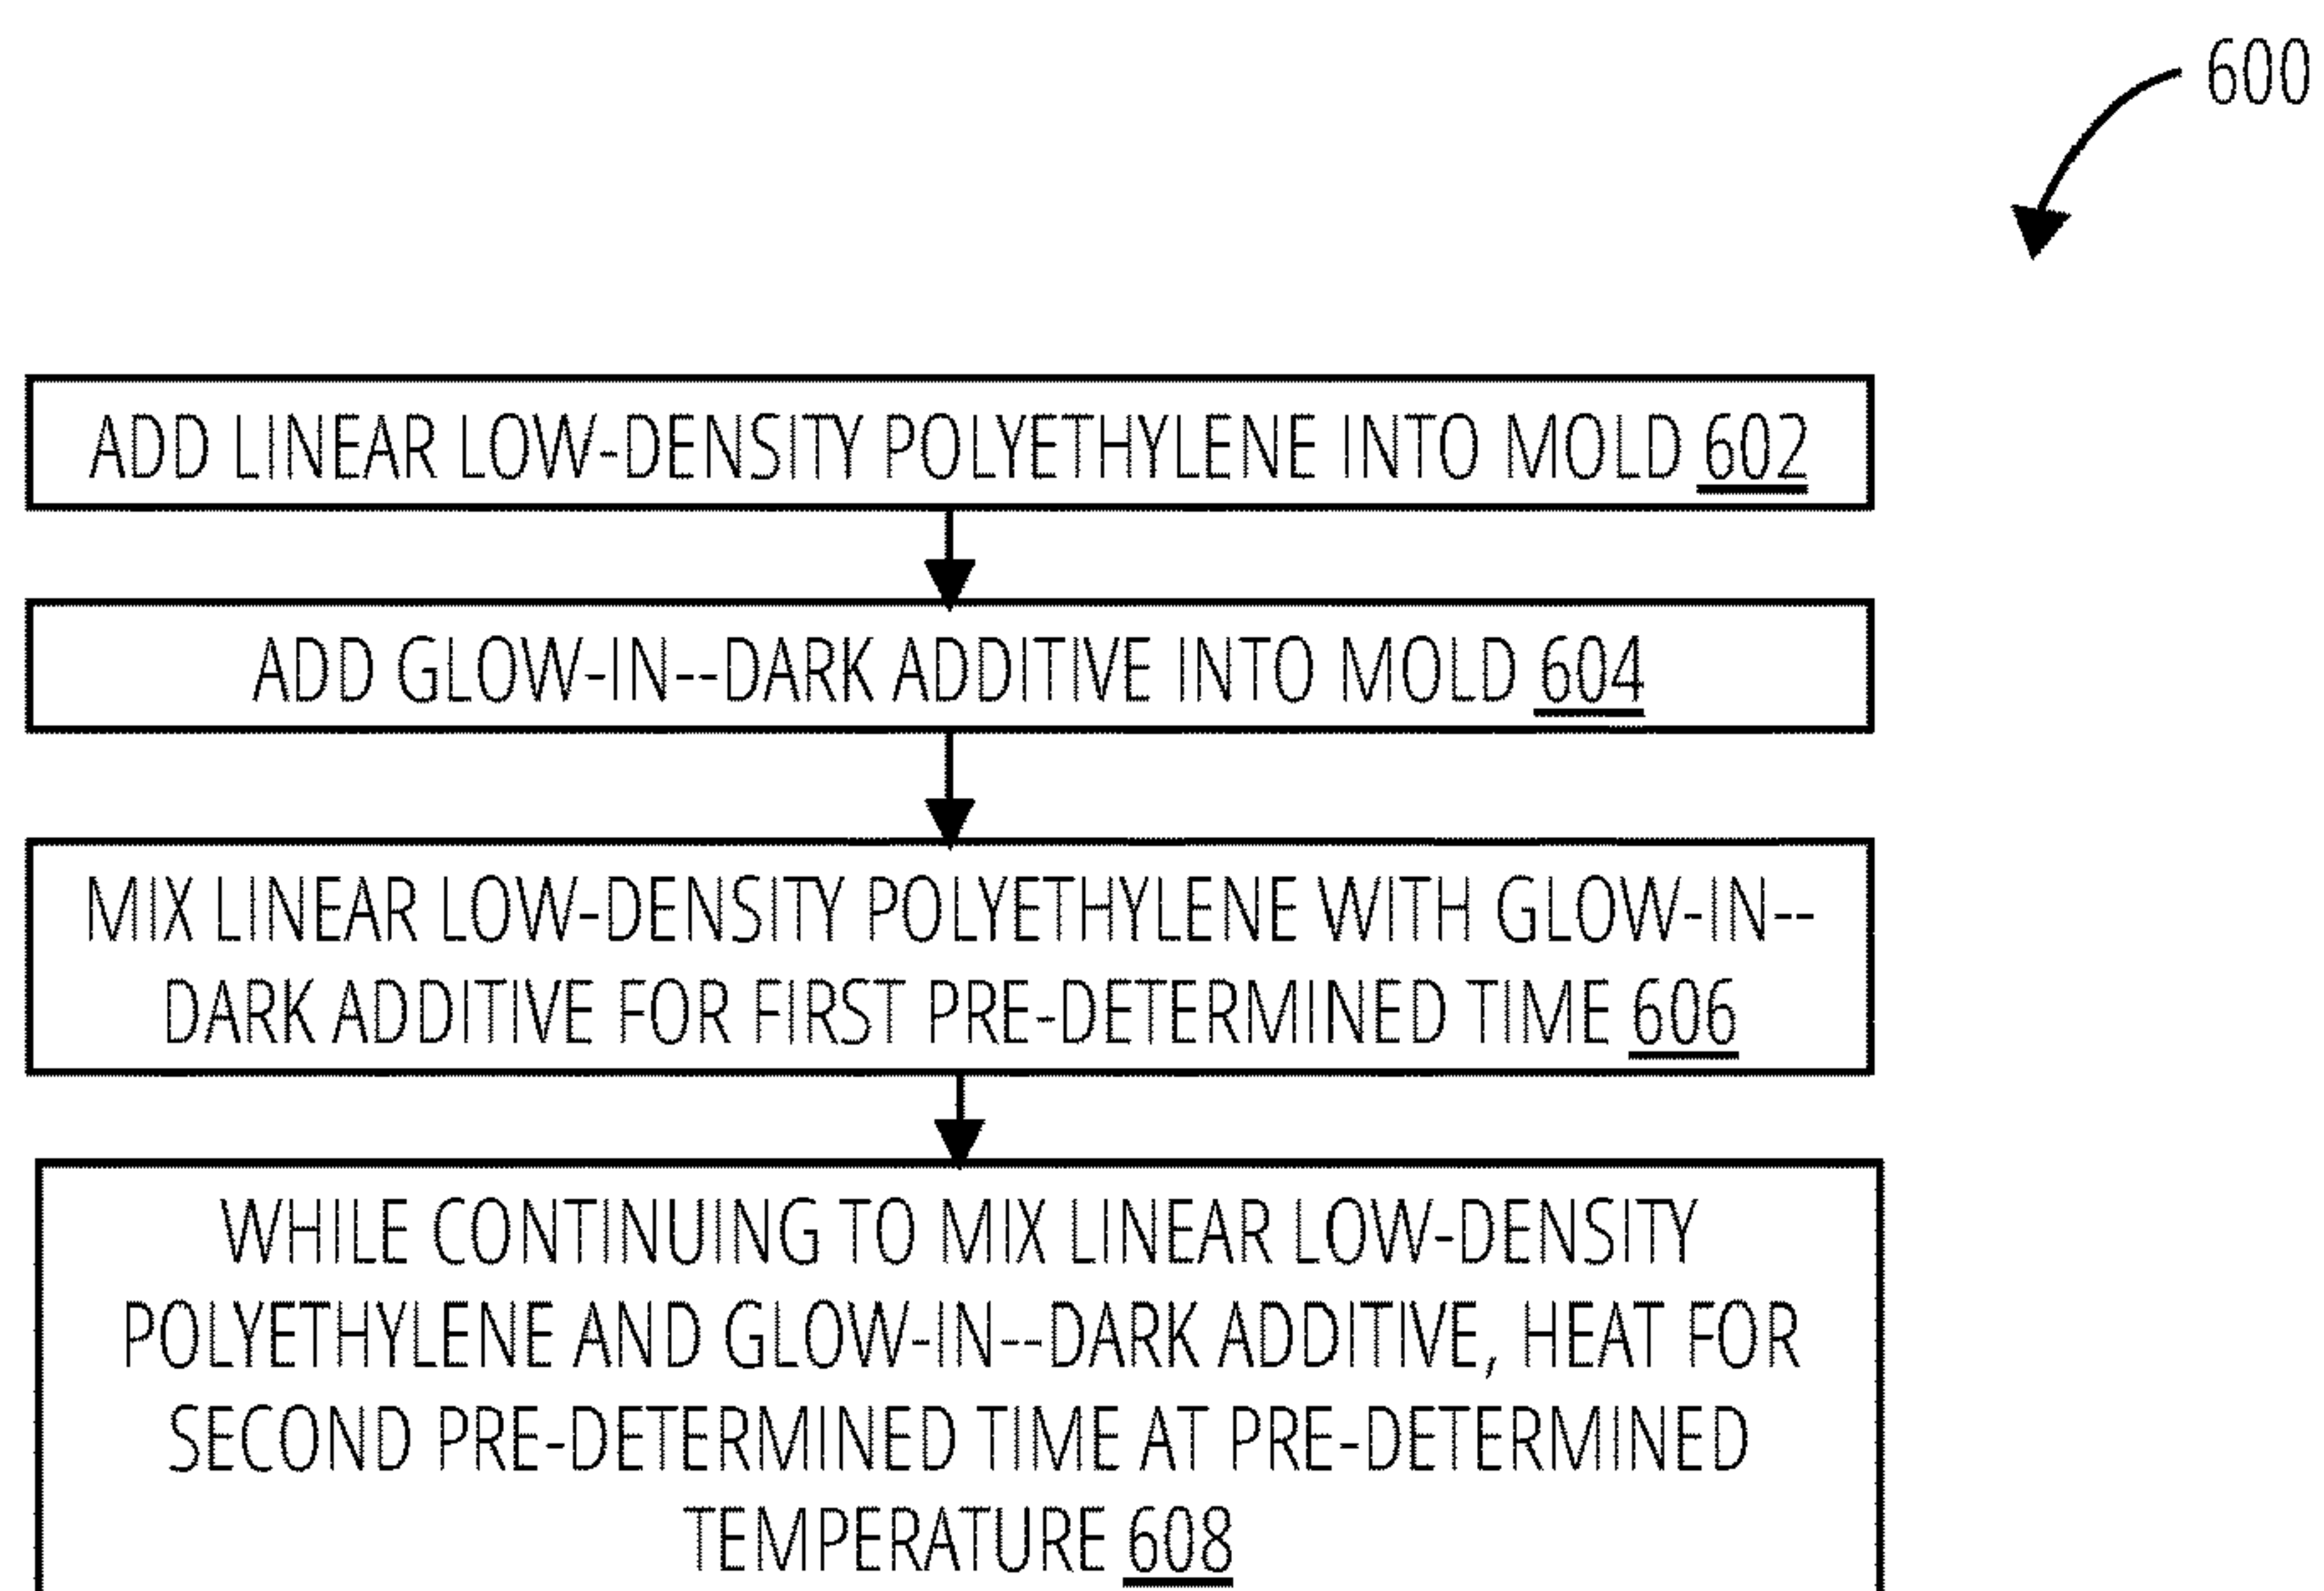 600
ADD LINEAR LOW-DENSITY POLYETHYLENE INTO MOLD 602
ADD GLOW-IN--DARK ADDITIVE INTO MOLD 604
MIX LINEAR LOW-DENSITY POLYETHYLENE WITH GLOW-IN--
DARK ADDITIVE FOR FIRST PRE-DETERMINED TIME 606
WHILE CONTINUING TO MIX LINEAR LOW-DENSITY
POLYETHYLENE AND GLOW-IN--DARK ADDITIVE, HEAT FOR
SECOND PRE-DETERMINED TIME AT PRE-DETERMINED
TEMPERATURE 608